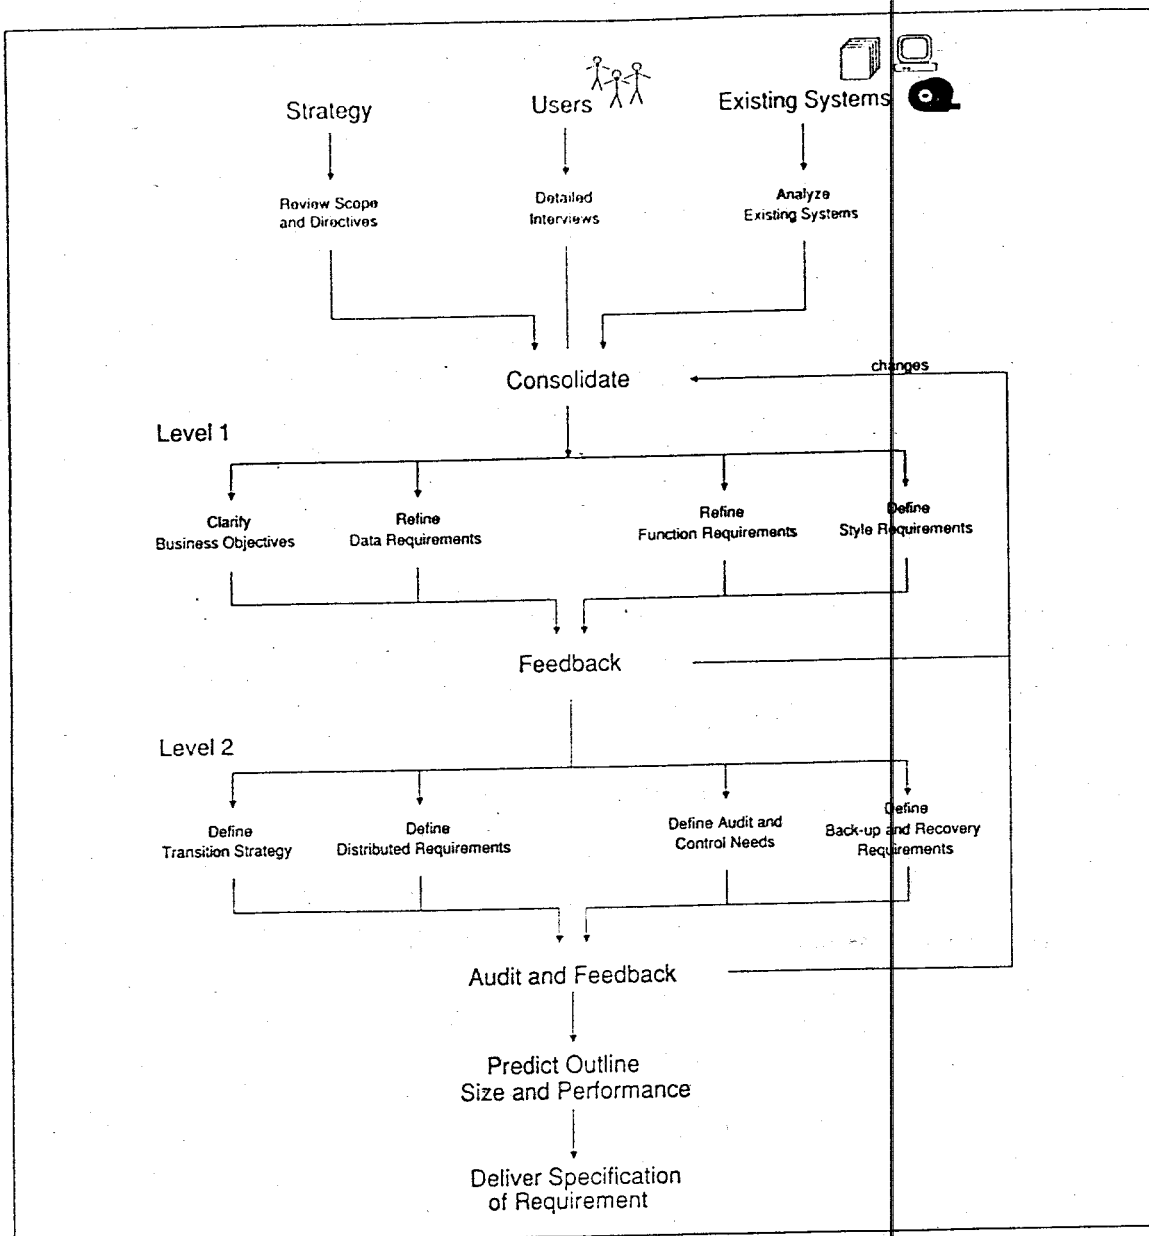 Strategy
Users
Existing Systems
Review Scope
and Directives
Detailed
Interviews
Analyze
Existing Systems
Consolidate
changes
Level 1
Clarify
Business Objectives
Refine
Data Requirements
Refine
Function Requirements
Define
Style Requirements
Feedback
Level 2
Define
Transition Strategy
Define
Distributed Requirements
Define Audit and
Control Needs
Define
Back-up and Recovery
Requirements
Audit and Feedback
Predict Outline
Size and Performance
Deliver Specification
of Requirement